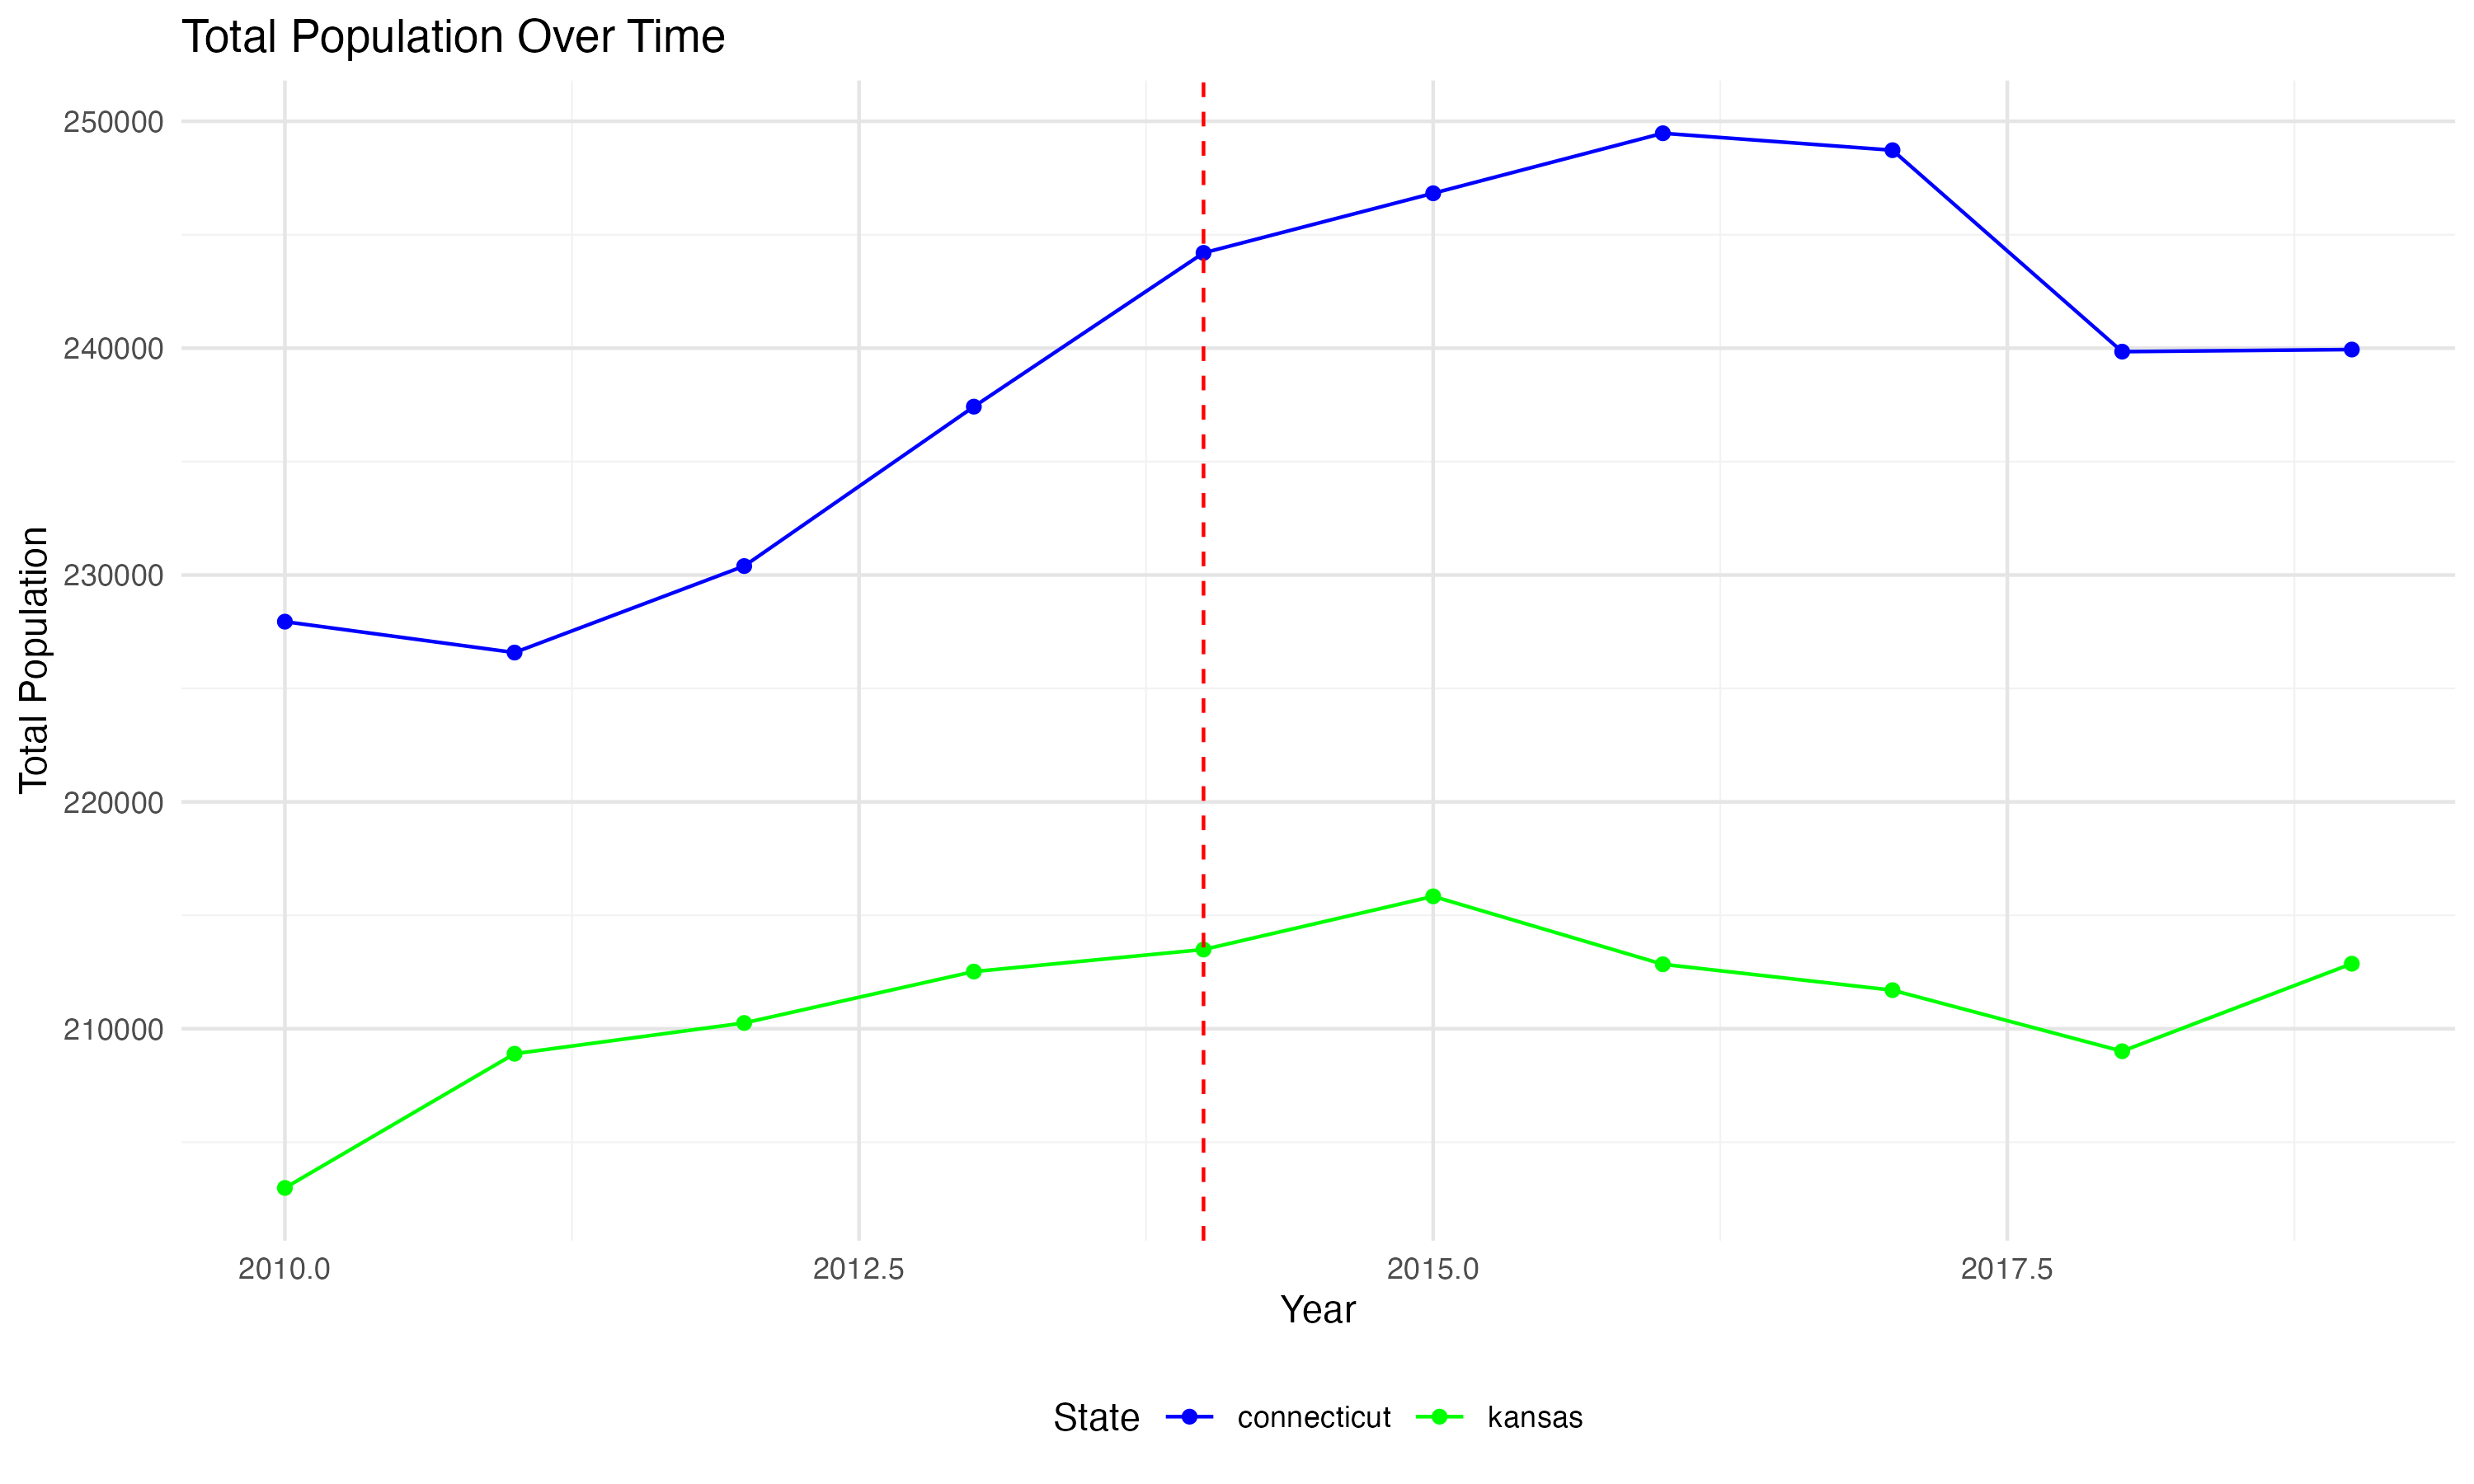 Total Population Over Time
Total Population
250000
240000
230000
220000
210000
2010.0 2012.5 2015.0 2017.5
Year
State connecticut kansas